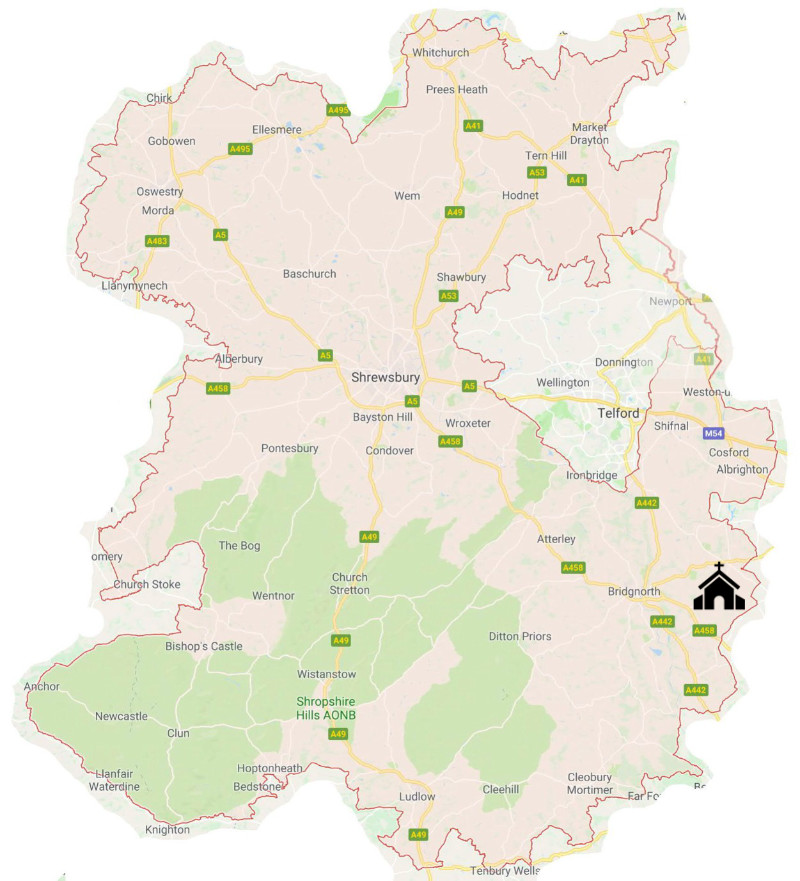 M
Whitchurch
Prees Heath
Chirk
A495
Ellesmere
A41
Market
Drayton
Gobowen
A495
Tern Hill
A53
A41
Oswestry
Wem
Hodnet
Morda
A49
A5
A483
Baschurch
Shawbury
Llanymynech
A53
Newport
Alberbury
A5
Donnington
A41
Shrewsbury
Wellington
A458
A5
Weston-u
A5
Telford
Bayston Hill
Wroxeter
Shifnal
M54
Pontesbury
Condover
A458
Cosford
Albrighton
Ironbridge
A442
A49
Atterley
The Bog
omery
A458
Church
Stretton
Church Stoke
Wentnor
Bridgnorth
A442
A458
Bishop's Castle
A49
Ditton Priors
Wistanstow
Anchor
A442
Shropshire
Hills AONB
Newcastle
Clun
A49
Llanfair
Waterdine
Hoptonheath
Bedstone
Cleobury
Mortimer
Ludlow
Cleehill
Far Fo
Knighton
A49
Tenbury Wells